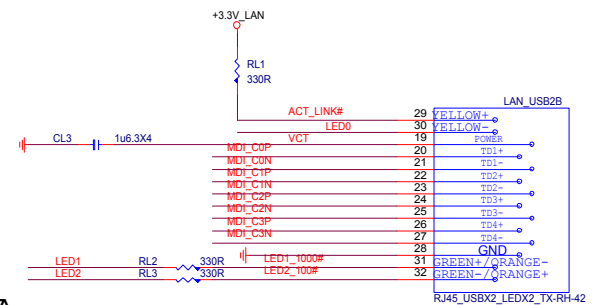 +3.3V_LAN
RL1
330R
LAN_USB2B
ACT_LINK# 29 YELLOW+
LED0 30 YELLOW-
CL3 1u6.3X4 VCT 19 POWER
MDI_C0P 20 TD1+
MDI_C0N 21 TD1-
MDI_C1P 22 TD2+
MDI_C1N 23 TD2-
MDI_C2P 24 TD3+
MDI_C2N 25 TD3-
MDI_C3P 26 TD4+
MDI_C3N 27 TD4-
28 GND
LED1 RL2 330R LED1_1000# 31 GREEN+/ORANGE-
LED2 RL3 330R LED2_100# 32 GREEN-/ORANGE+
RJ45_USBX2_LEDX2_TX-RH-42